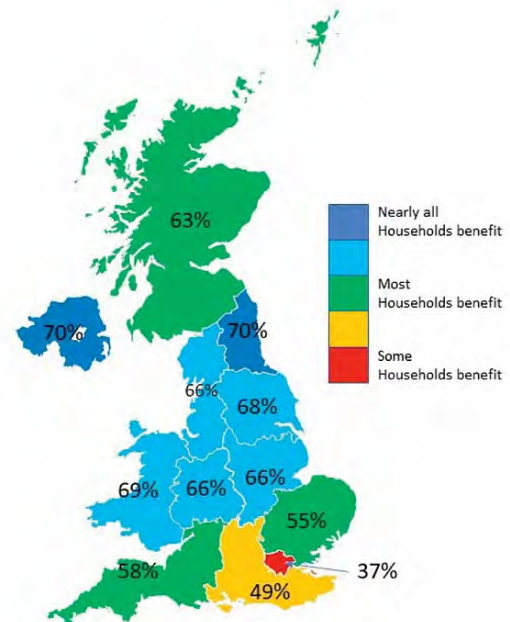 63%
Nearly all
Households benefit
Most
Households benefit
Some
Households benefit
70%
70%
66%
68%
69%
66%
66%
55%
58%
37%
49%